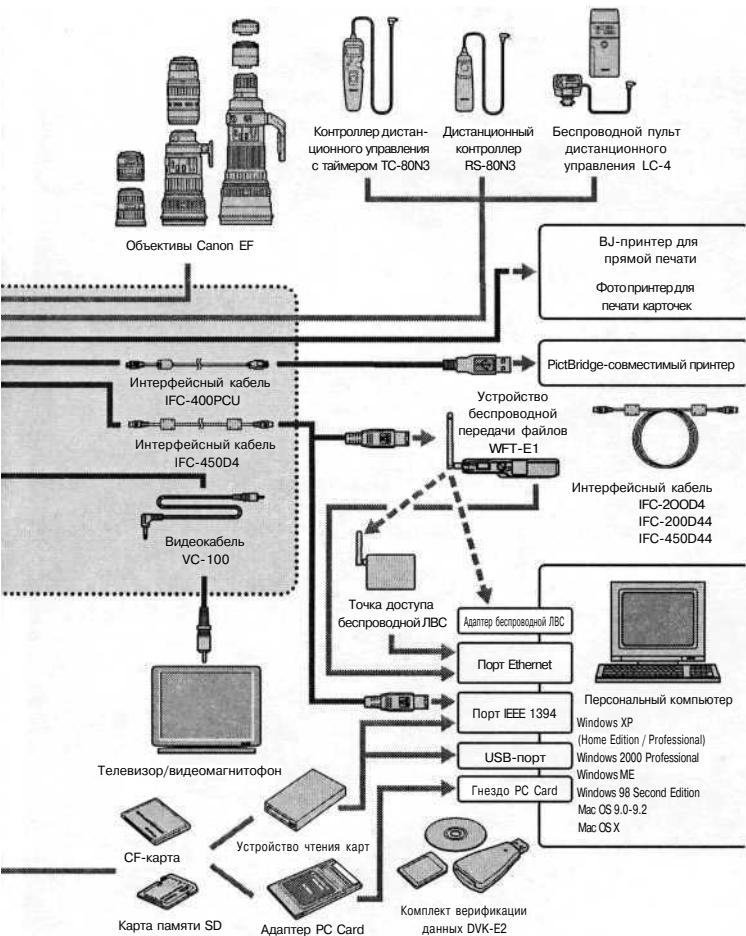 Контроллер дистан-
ционного управления
с таймером TC-80N3
Дистанционный
контроллер
RS-80N3
Беспроводной пульт
дистанционного
управления LC-4
Объективы Canon EF
BJ-принтер для
прямой печати
Фотопринтер для
печати карточек
Интерфейсный кабель
IFC-400PCU
PictBridge-совместимый принтер
Интерфейсный кабель
IFC-450D4
Устройство
беспроводной
передачи файлов
WFT-E1
Интерфейсный кабель
IFC-2OOD4
IFC-200D44
IFC-450D44
Видеокабель
VC-100
Точка доступа
беспроводной ЛВС
Адаптер беспроводной ЛВС
Порт Ethernet
Порт IEEE 1394
USB-порт
Гнездо PC Card
Персональный компьютер
Windows XP
(Home Edition / Professional)
Windows 2000 Professional
Windows ME
Windows 98 Second Edition
Mac OS 9.0-9.2
Mac OS X
Телевизор/видеомагнитофон
CF-карта
Устройство чтения карт
Карта памяти SD
Адаптер PC Card
Комплект верификации
данных DVK-E2